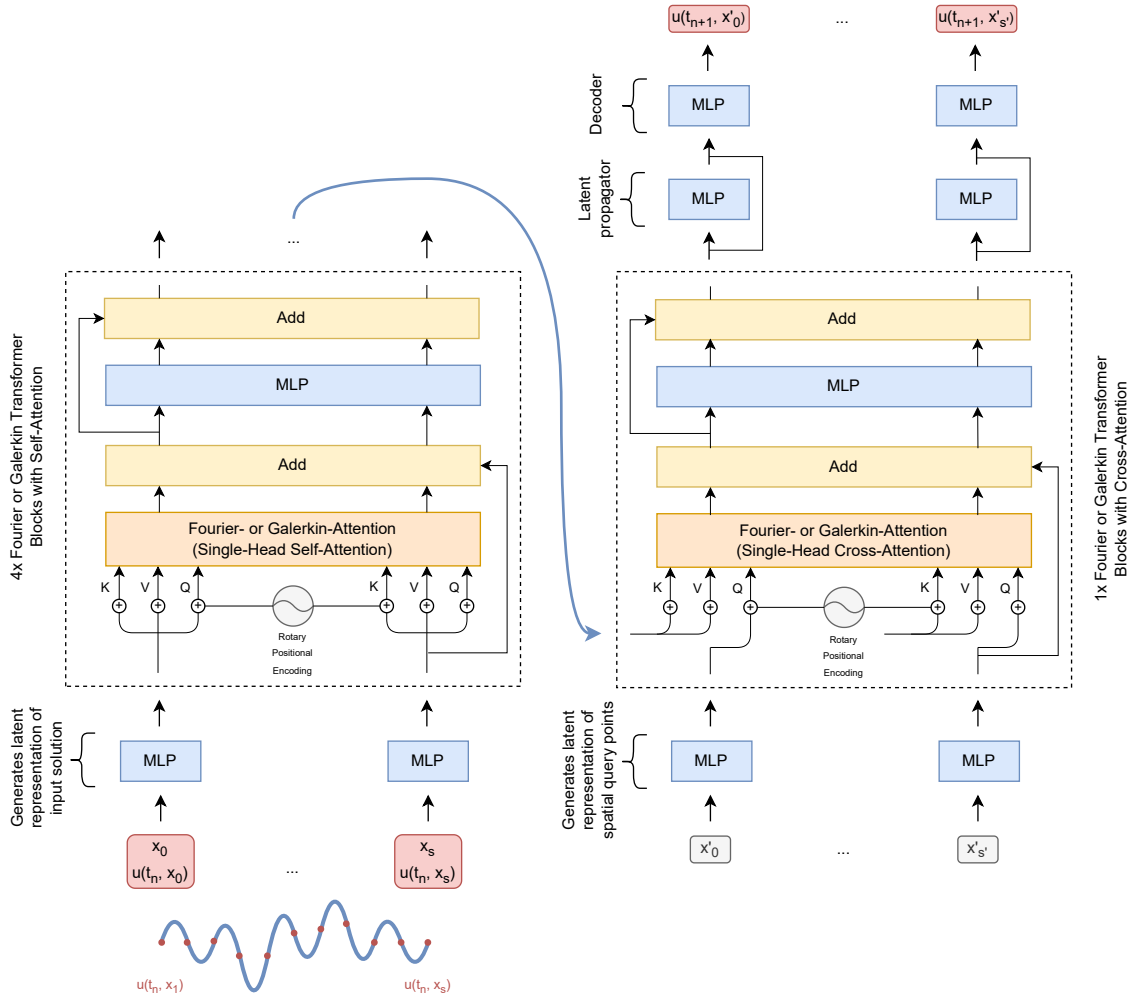 4x Fourier or Galerkin Transformer
Blocks with Self-Attention
...
Add
MLP
Add
Fourier- or Galerkin-Attention
(Single-Head Self-Attention)
K
V
Q
K
V
Q
Rotary
Positional
Encoding
Generates latent
representation of
input solution
MLP
MLP
x0
u(tn, x0)
...
xs
u(tn, xs)
u(tn, x1)
u(tn, xs)
u(tn+1, x'0)
...
u(tn+1, x's')
Decoder
MLP
MLP
Latent
propagator
MLP
MLP
1x Fourier or Galerkin Transformer
Blocks with Cross-Attention
Add
MLP
Add
Fourier- or Galerkin-Attention
(Single-Head Cross-Attention)
K
V
Q
K
V
Q
Rotary
Positional
Encoding
Generates latent
representation of
spatial query points
MLP
MLP
x'0
...
x's'